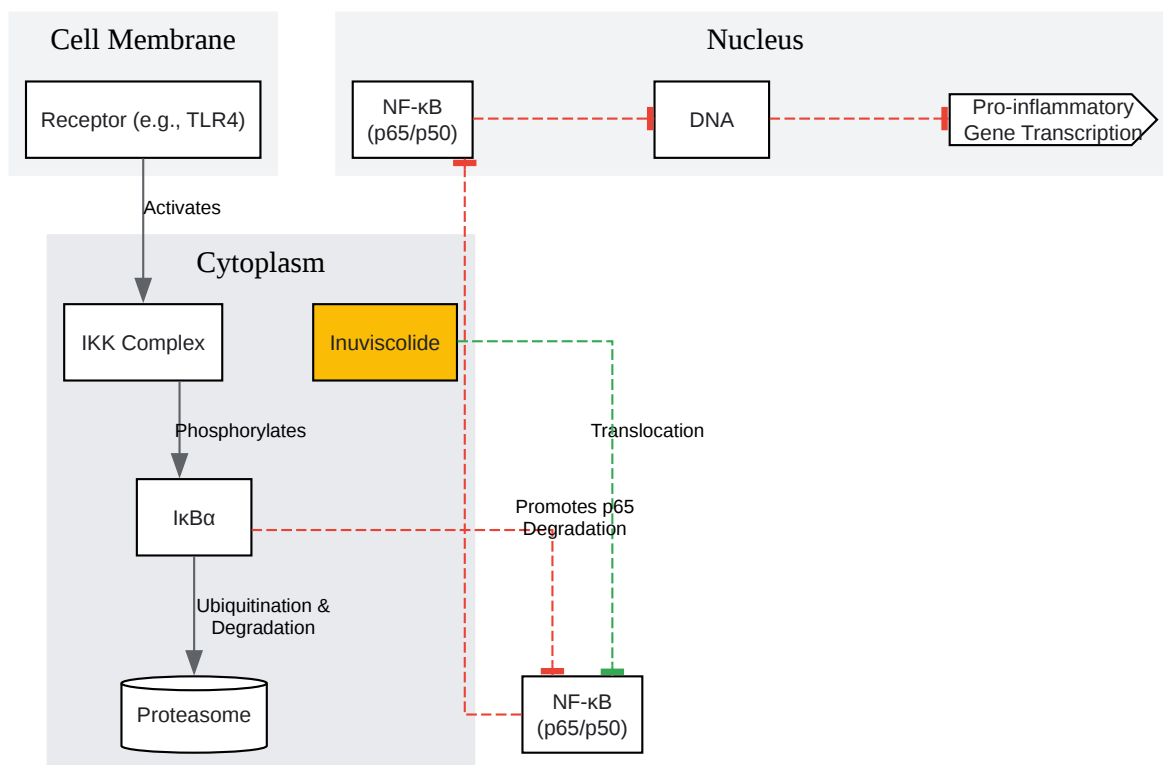 Cell Membrane
Nucleus
Receptor (e.g., TLR4)
NF-κB
(p65/p50)
DNA
Pro-inflammatory
Gene Transcription
Activates
Cytoplasm
IKK Complex
Inuviscolide
Phosphorylates
Translocation
IκBα
Promotes p65
Degradation
Ubiquitination &
Degradation
Proteasome
NF-κB
(p65/p50)